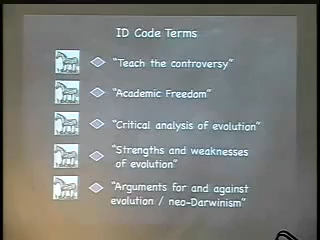 ID Code Terms
"Teach the controversy"
"Academic Freedom"
"Critical analysis of evolution"
"Strengths and weaknesses
of evolution"
"Arguments for and against
evolution / neo-Darwinism"